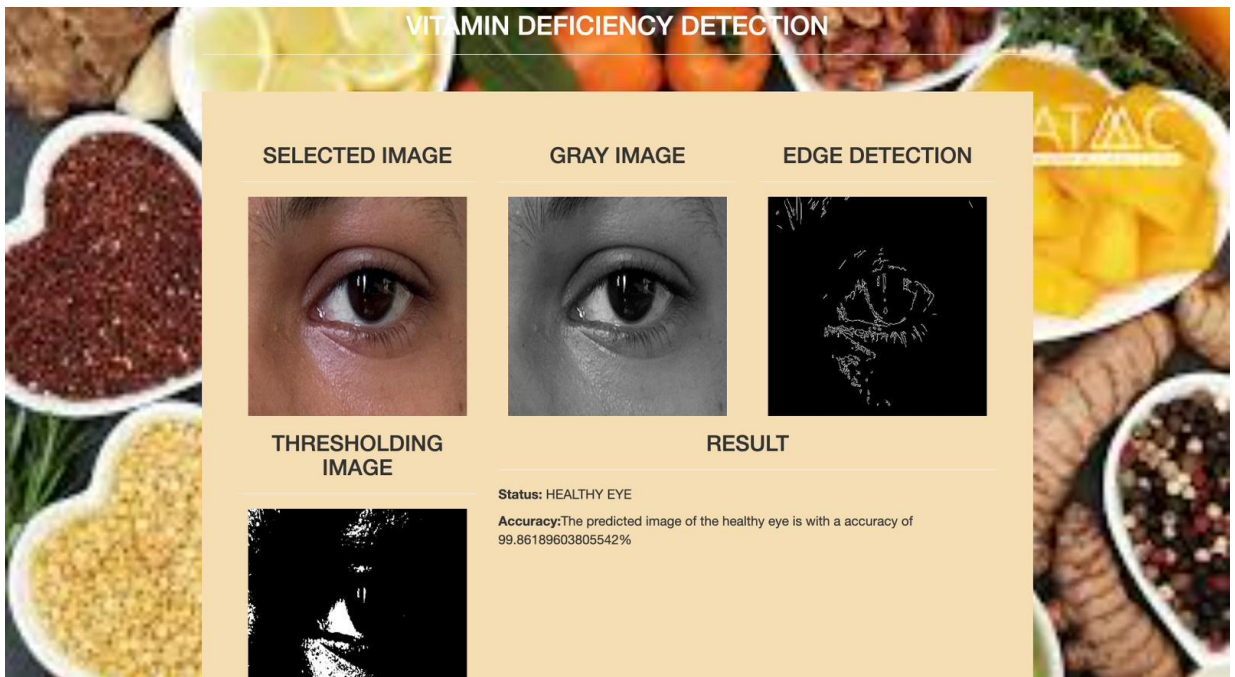 VITAMIN DEFICIENCY DETECTION
SELECTED IMAGE
GRAY IMAGE
EDGE DETECTION
THRESHOLDING
IMAGE
RESULT
Status: HEALTHY EYE
Accuracy:The predicted image of the healthy eye is with a accuracy of
99.86189603805542%